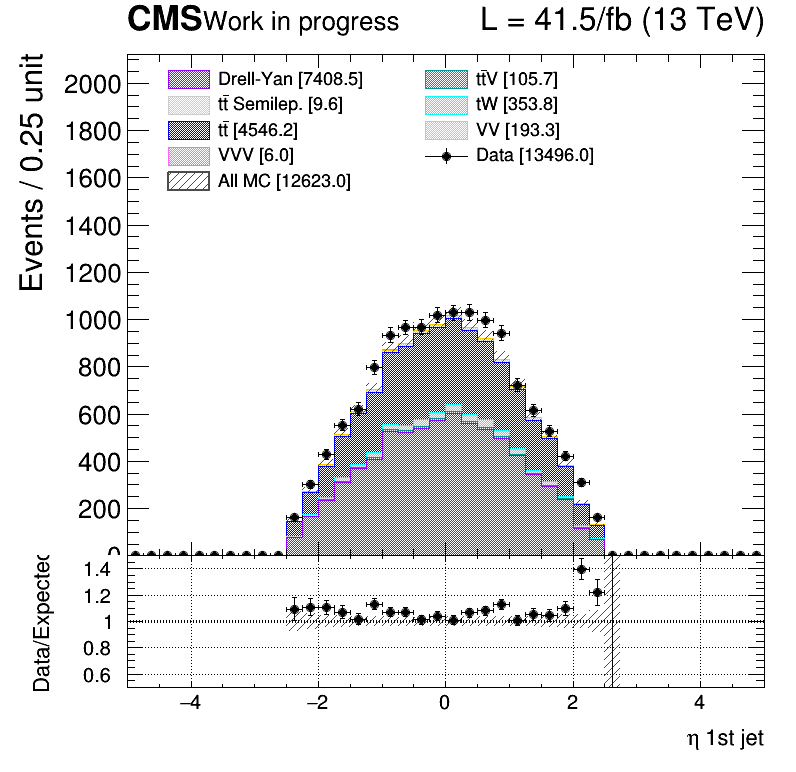 CMS Work in progress L = 41.5/fb (13 TeV)
Events / 0.25 unit
2000
1800
1600
1400
1200
1000
800
600
400
200
0
Drell-Yan [7408.5]
tt̄ Semilep. [9.6]
tt̄ [4546.2]
VVV [6.0]
All MC [12623.0]
tt̄V [105.7]
tW [353.8]
VV [193.3]
Data [13496.0]
Data/Expected
1.4
1.2
1
0.8
0.6
−4 −2 0 2 4
η 1st jet